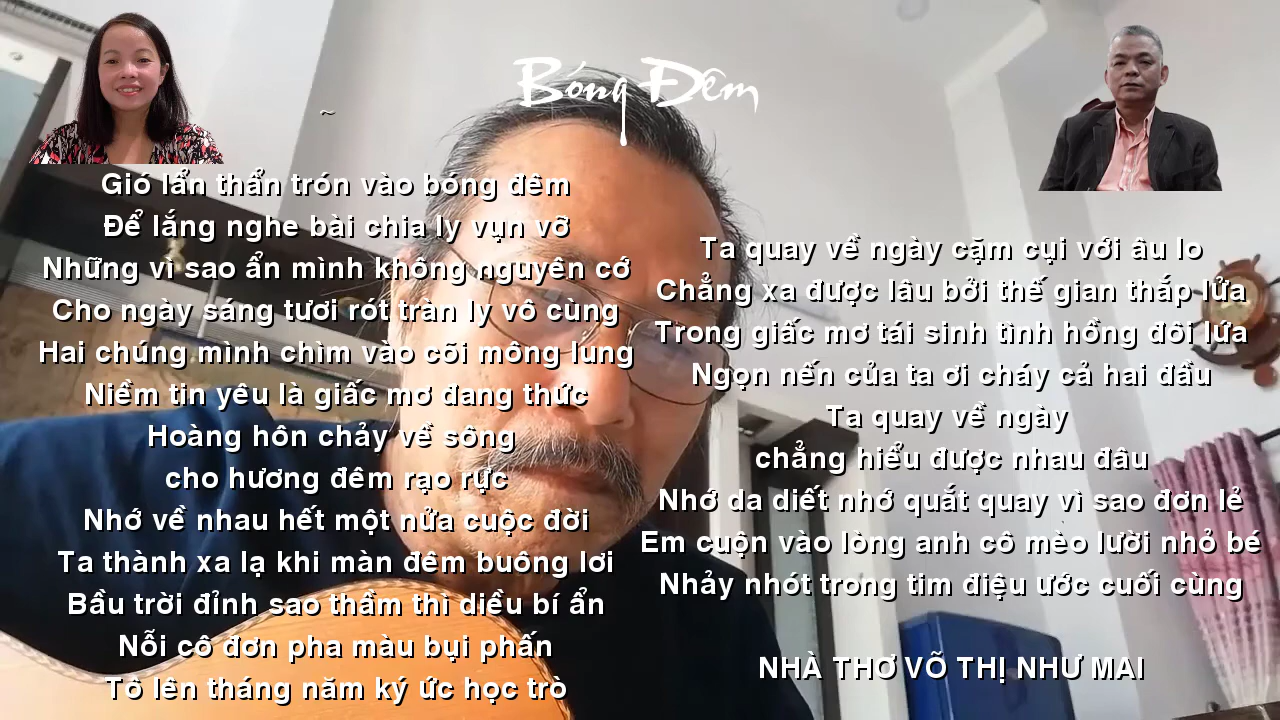 Bóng Đêm
~
Gió lẩn thẩn trón vào bóng đêm
Để lắng nghe bài chia ly vụn vỡ
Những vì sao ẩn mình không nguyên cớ
Cho ngày sáng tươi rót tràn ly vô cùng
Hai chúng mình chìm vào cõi mông lung
Niềm tin yêu là giấc mơ đang thức
Hoàng hôn chảy về sông
cho hương đêm rạo rực
Nhớ về nhau hết một nửa cuộc đời
Ta thành xa lạ khi màn đêm buông lơi
Bầu trời đỉnh sao thầm thì diều bí ẩn
Nỗi cô đơn pha màu bụi phấn
Tô lên tháng năm ký ức học trò
Ta quay về ngày cặm cụi với âu lo
Chẳng xa được lâu bởi thế gian thắp lửa
Trong giấc mơ tái sinh tình hồng đôi lứa
Ngọn nến của ta ơi cháy cả hai đầu
Ta quay về ngày
chẳng hiểu được nhau đâu
Nhớ da diết nhớ quắt quay vì sao đơn lẻ
Em cuộn vào lòng anh cô mèo lười nhỏ bé
Nhảy nhót trong tim điệu ước cuối cùng
NHÀ THƠ VÕ THỊ NHƯ MAI